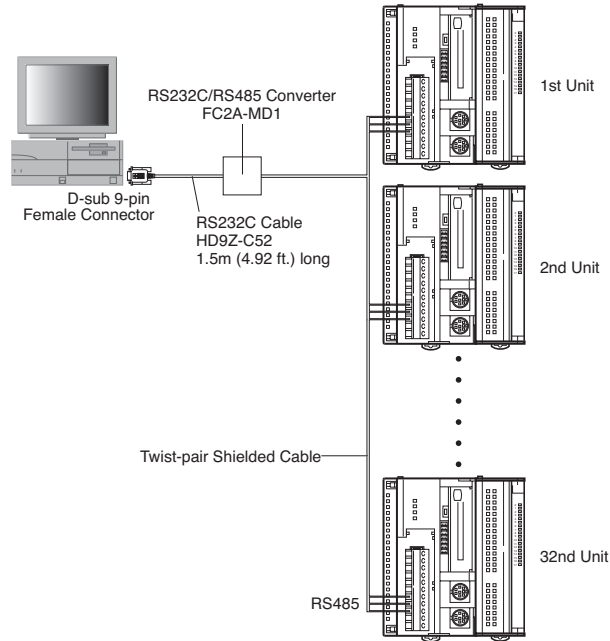 1st Unit
RS232C/RS485 Converter
FC2A-MD1
D-sub 9-pin
Female Connector
RS232C Cable
HD9Z-C52
1.5m (4.92 ft.) long
2nd Unit
Twist-pair Shielded Cable
32nd Unit
RS485